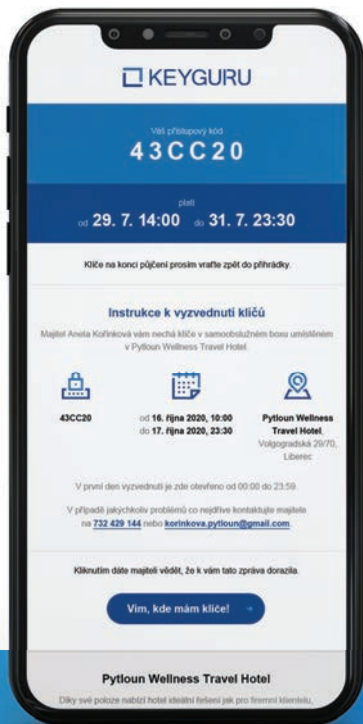 KEYGURU
Váš přístupový kód
43CC20
platí
od 29. 7. 14:00 do 31. 7. 23:30
Klíče na konci půjčení prosím vraťte zpět do přihrádky.
Instrukce k vyzvednutí klíčů
Majitel Aneta Kořínková vám nechá klíče v samoobslužném boxu umístěném
v Pytloun Wellness Travel Hotel.
43CC20
od 16. října 2020, 10:00
do 17. října 2020, 23:30
Pytloun Wellness
Travel Hotel,
Volgogradská 29/70,
Liberec
V první den vyzvednutí je zde otevřeno od 00:00 do 23:59.
V případě jakýchkoliv problémů co nejdříve kontaktujte majitele
na 732 429 144 nebo korinkova.pytloun@gmail.com.
Kliknutím dáte majiteli vědět, že k vám tato zpráva dorazila.
Vím, kde mám klíče!
Pytloun Wellness Travel Hotel
Díky své poloze nabízí hotel ideální řešení jak pro firemní klientelu,